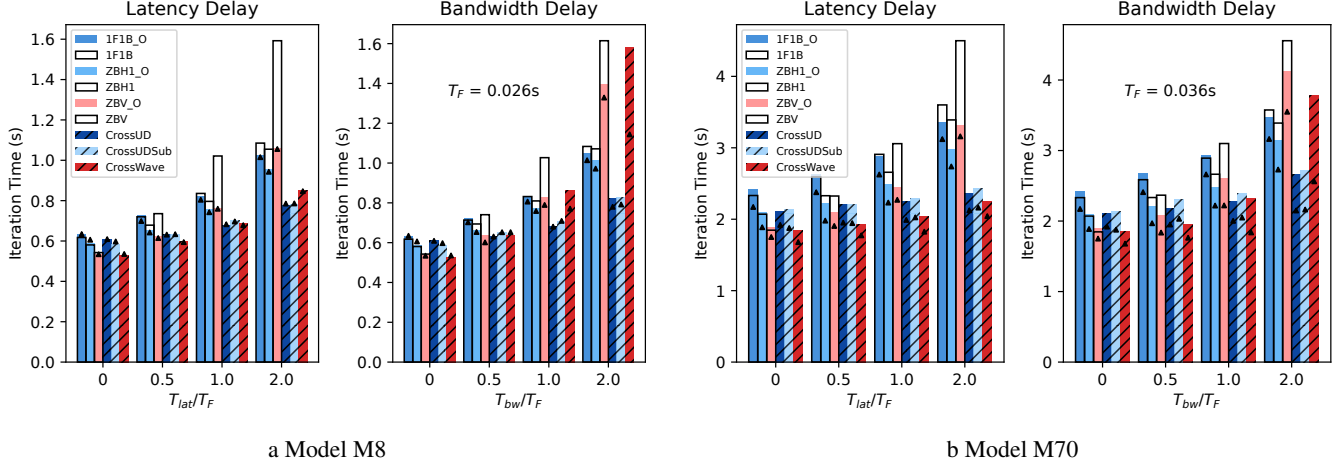 Latency Delay
Iteration Time (s)
1.6
1.4
1.2
1.0
0.8
0.6
0.4
0.2
0.0
1F1B_O
1F1B
ZBH1_O
ZBH1
ZBV_O
ZBV
CrossUD
CrossUDSub
CrossWave
0 0.5 1.0 2.0
T_lat/T_F
Bandwidth Delay
Iteration Time (s)
1.6
1.4
1.2
1.0
0.8
0.6
0.4
0.2
0.0
T_F = 0.026s
0 0.5 1.0 2.0
T_bw/T_F
a Model M8
Latency Delay
Iteration Time (s)
4
3
2
1
0
1F1B_O
1F1B
ZBH1_O
ZBH1
ZBV_O
ZBV
CrossUD
CrossUDSub
CrossWave
0 0.5 1.0 2.0
T_lat/T_F
Bandwidth Delay
Iteration Time (s)
4
3
2
1
0
T_F = 0.036s
0 0.5 1.0 2.0
T_bw/T_F
b Model M70